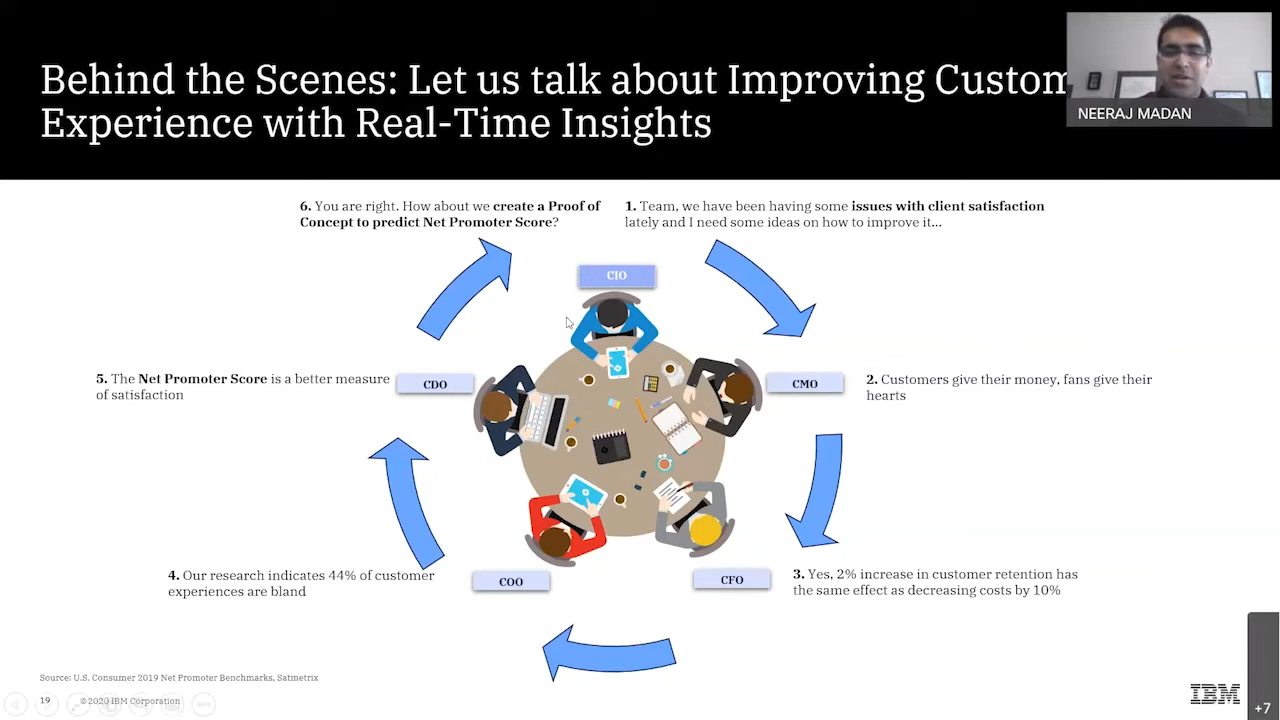 Behind the Scenes: Let us talk about Improving Custom
Experience with Real-Time Insights
NEERAJ MADAN
6. You are right. How about we create a Proof of
Concept to predict Net Promoter Score?
1. Team, we have been having some issues with client satisfaction
lately and I need some ideas on how to improve it...
CIO
5. The Net Promoter Score is a better measure
of satisfaction
CDO
CMO
2. Customers give their money, fans give their
hearts
4. Our research indicates 44% of customer
experiences are bland
COO
CFO
3. Yes, 2% increase in customer retention has
the same effect as decreasing costs by 10%
Source: U.S. Consumer 2019 Net Promoter Benchmarks, Satmetrix
19
© 2020 IBM Corporation
IBM
+7